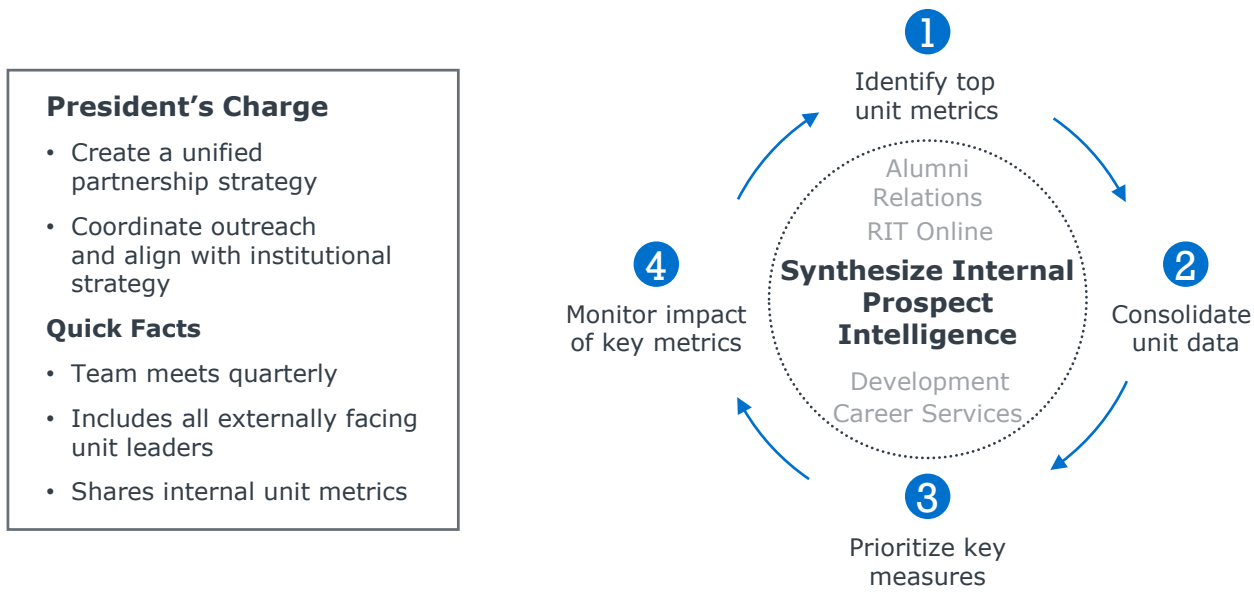 President’s Charge
• Create a unified
partnership strategy
• Coordinate outreach
and align with institutional
strategy
Quick Facts
• Team meets quarterly
• Includes all externally facing
unit leaders
• Shares internal unit metrics
1
Identify top
unit metrics
2
Consolidate
unit data
3
Prioritize key
measures
4
Monitor impact
of key metrics
Alumni
Relations
RIT Online
Synthesize Internal
Prospect
Intelligence
Development
Career Services